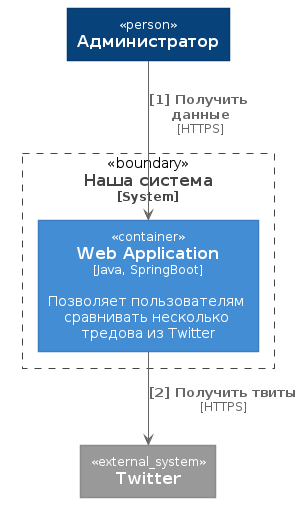 «person»
Администратор
[1] Получить
данные
[HTTPS]
«boundary»
Наша система
[System]
«container»
Web Application
[Java, SpringBoot]
Позволяет пользователям
сравнивать несколько
тредова из Twitter
[2] Получить твиты
[HTTPS]
«external_system»
Twitter